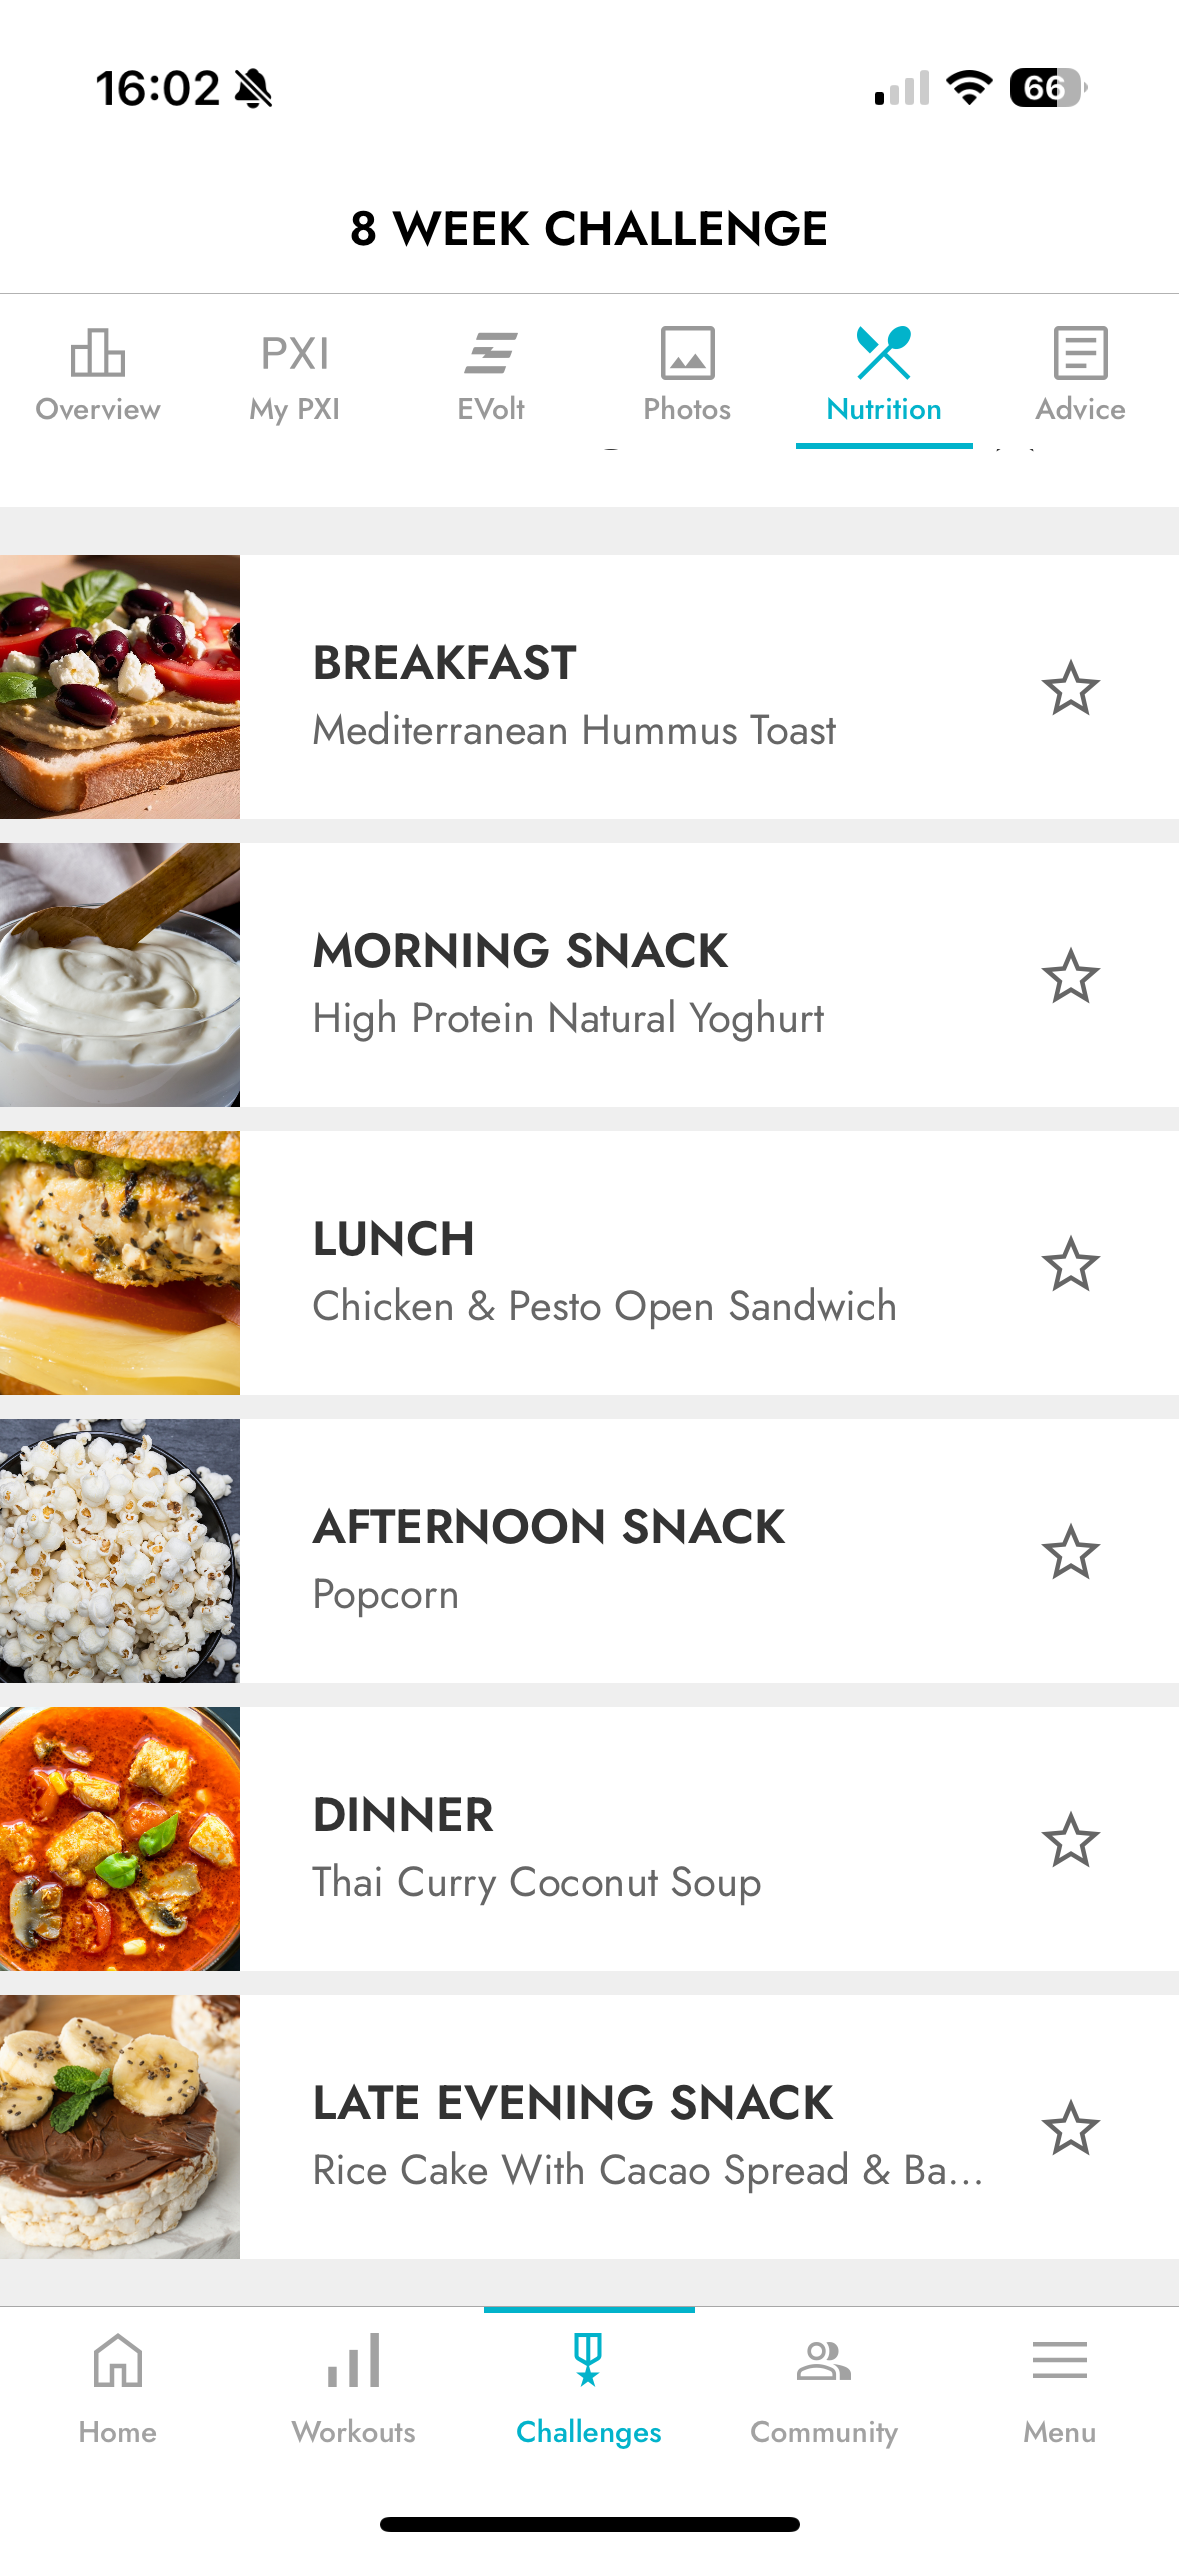 16:02
66
8 WEEK CHALLENGE
PXI
Overview
My PXI
EVolt
Photos
Nutrition
Advice
BREAKFAST
Mediterranean Hummus Toast
MORNING SNACK
High Protein Natural Yoghurt
LUNCH
Chicken & Pesto Open Sandwich
AFTERNOON SNACK
Popcorn
DINNER
Thai Curry Coconut Soup
LATE EVENING SNACK
Rice Cake With Cacao Spread & Ba...
Home
Workouts
Challenges
Community
Menu